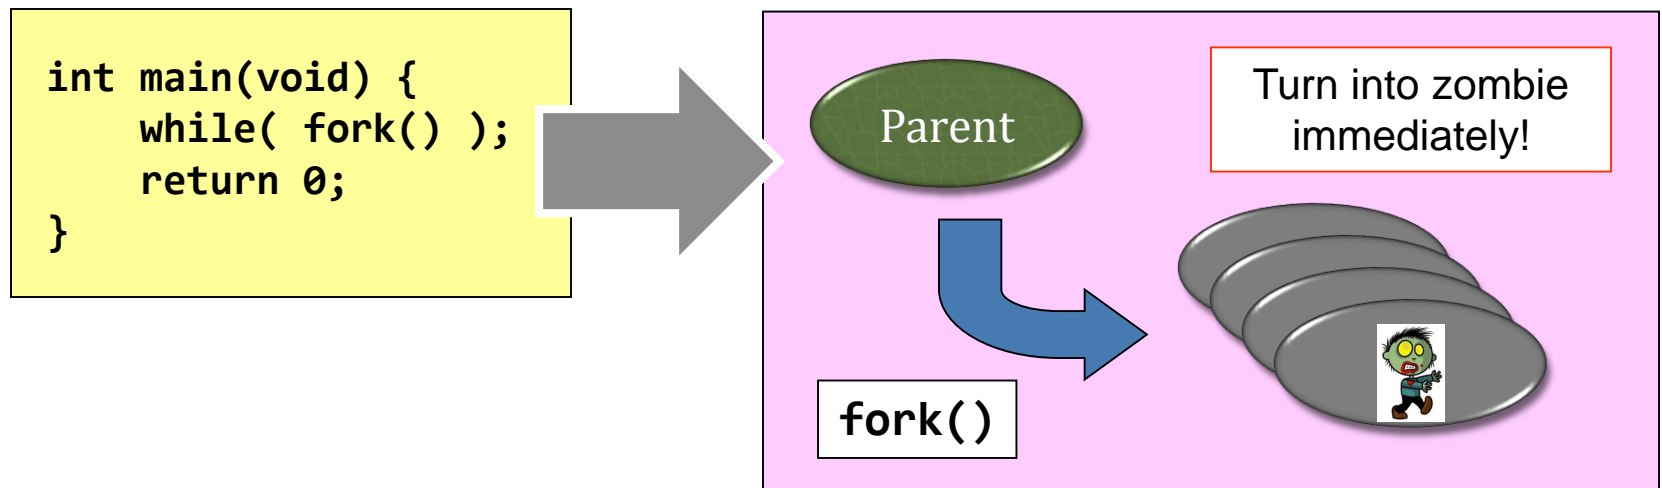 int main(void) {
    while( fork() );
    return 0;
}
Parent
Turn into zombie
immediately!
fork()